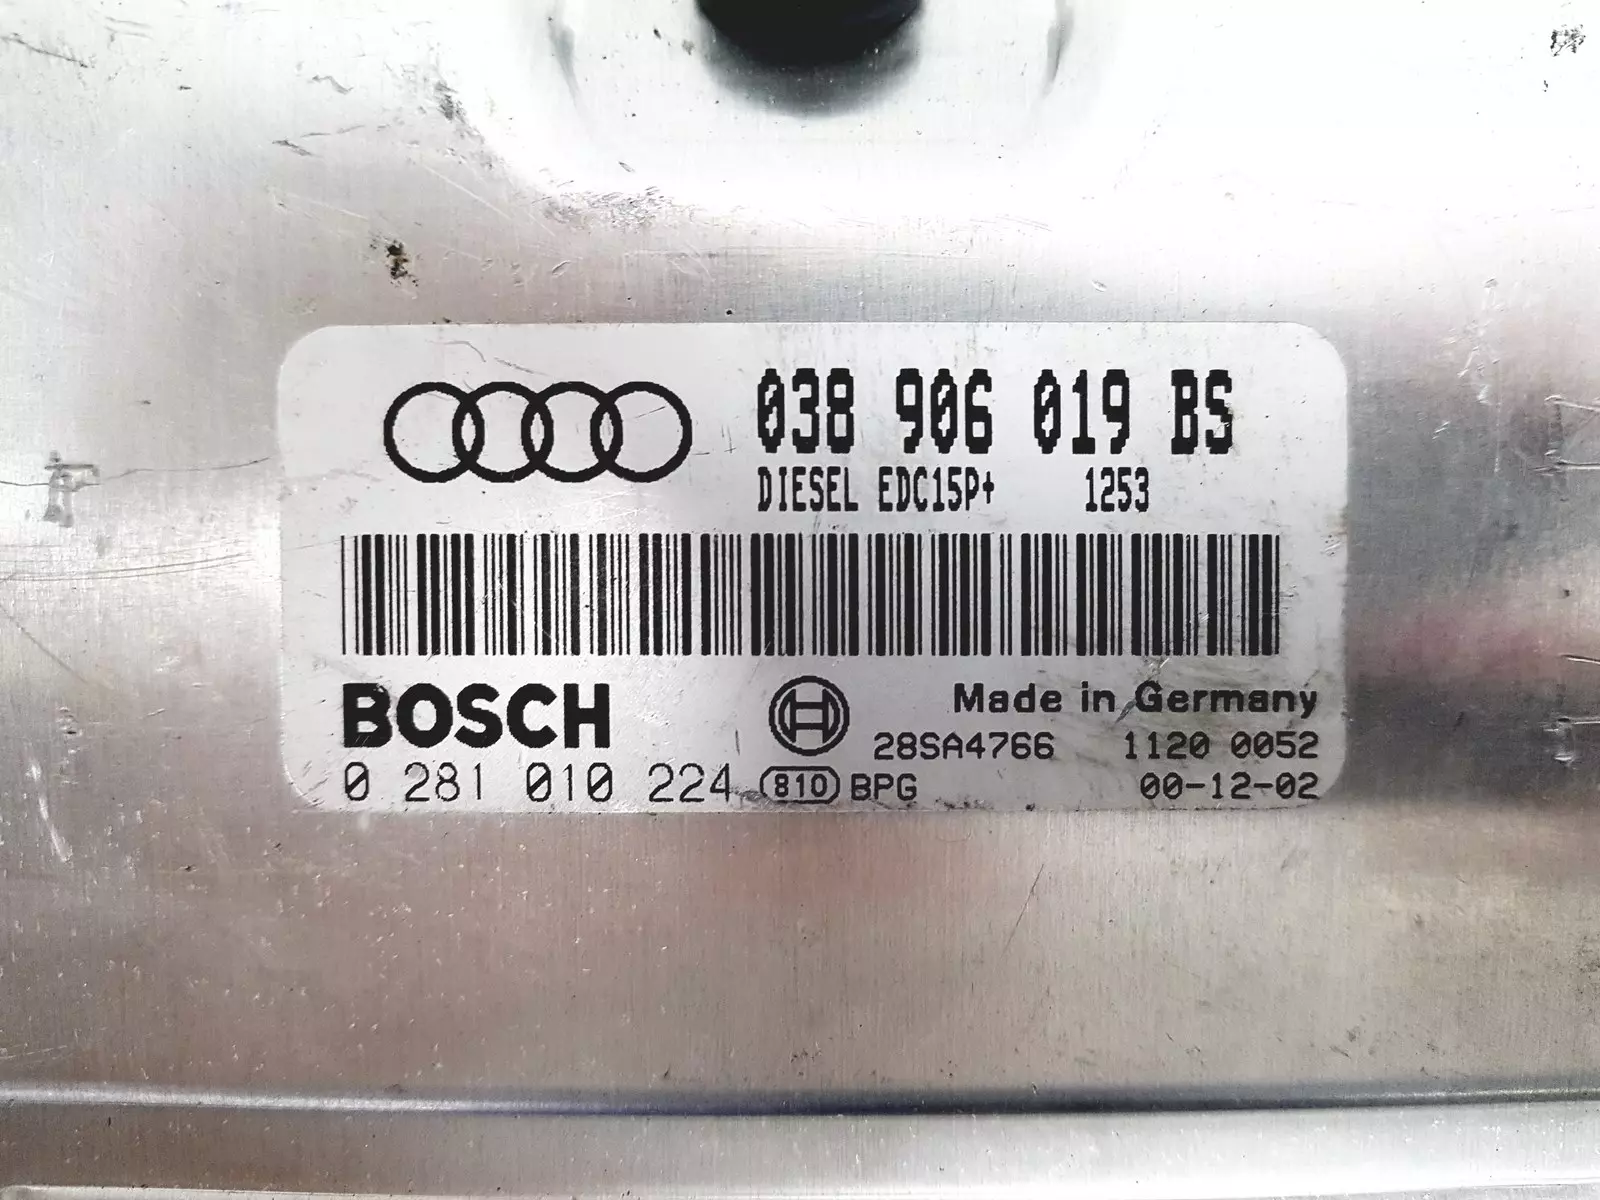 038 906 019 BS
DIESEL EDC15P+ 1253
BOSCH
Made in Germany
28SA4766 1120 0052
0 281 010 224 810 BPG 00-12-02